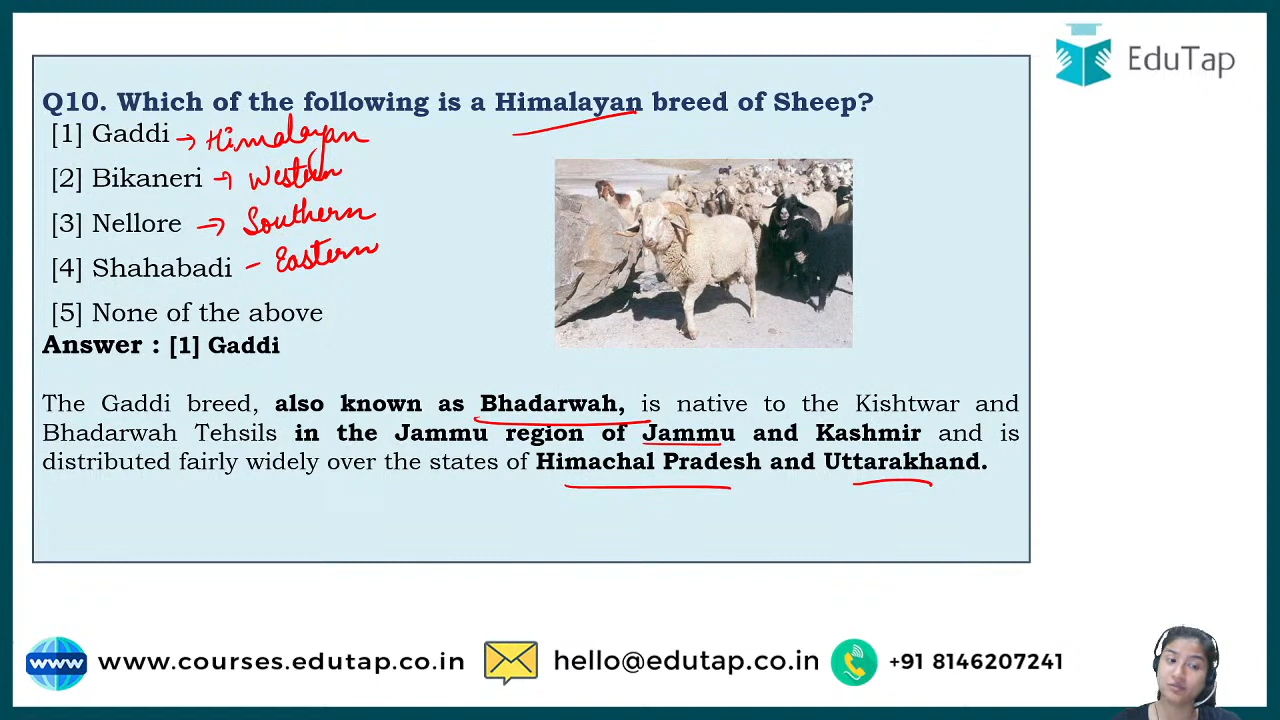 EduTap
Q10. Which of the following is a Himalayan breed of Sheep?
[1] Gaddi → Himalayan
[2] Bikaneri → Western
[3] Nellore → Southern
[4] Shahabadi - Eastern
[5] None of the above
Answer : [1] Gaddi
The Gaddi breed, also known as Bhadarwah, is native to the Kishtwar and
Bhadarwah Tehsils in the Jammu region of Jammu and Kashmir and is
distributed fairly widely over the states of Himachal Pradesh and Uttarakhand.
www www.courses.edutap.co.in hello@edutap.co.in +91 8146207241